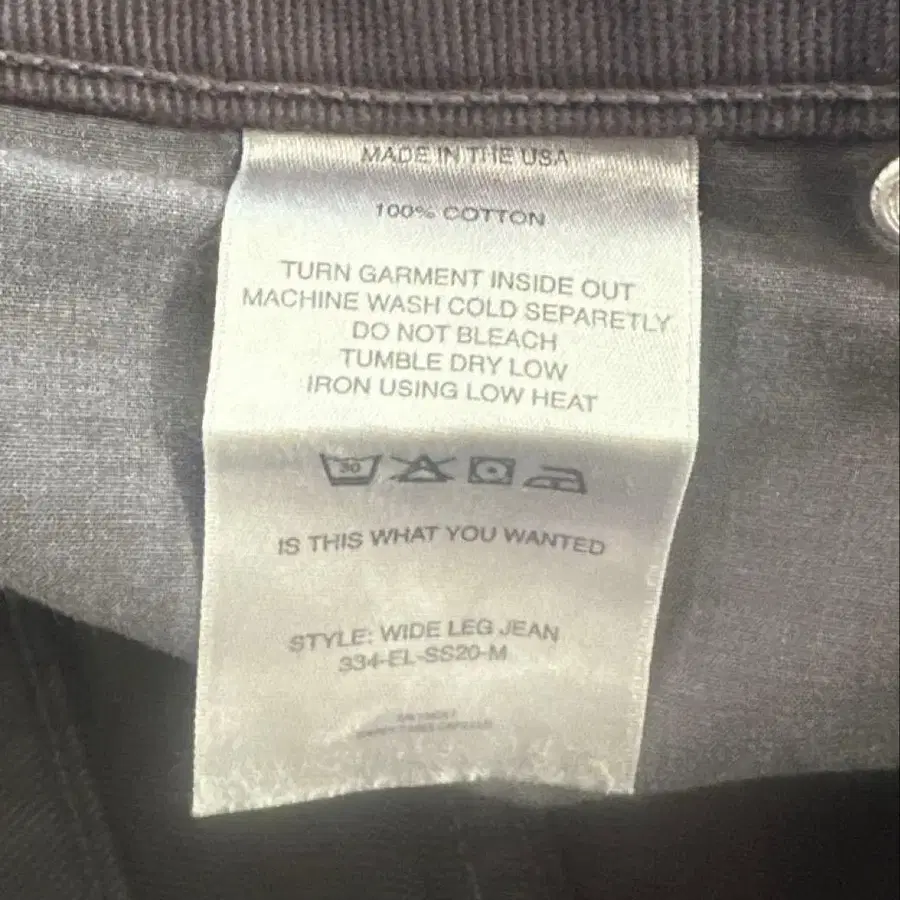 MADE IN THE USA
100% COTTON
TURN GARMENT INSIDE OUT
MACHINE WASH COLD SEPARETLY
DO NOT BLEACH
TUMBLE DRY LOW
IRON USING LOW HEAT
30
IS THIS WHAT YOU WANTED
STYLE: WIDE LEG JEAN
334-EL-SS20-M